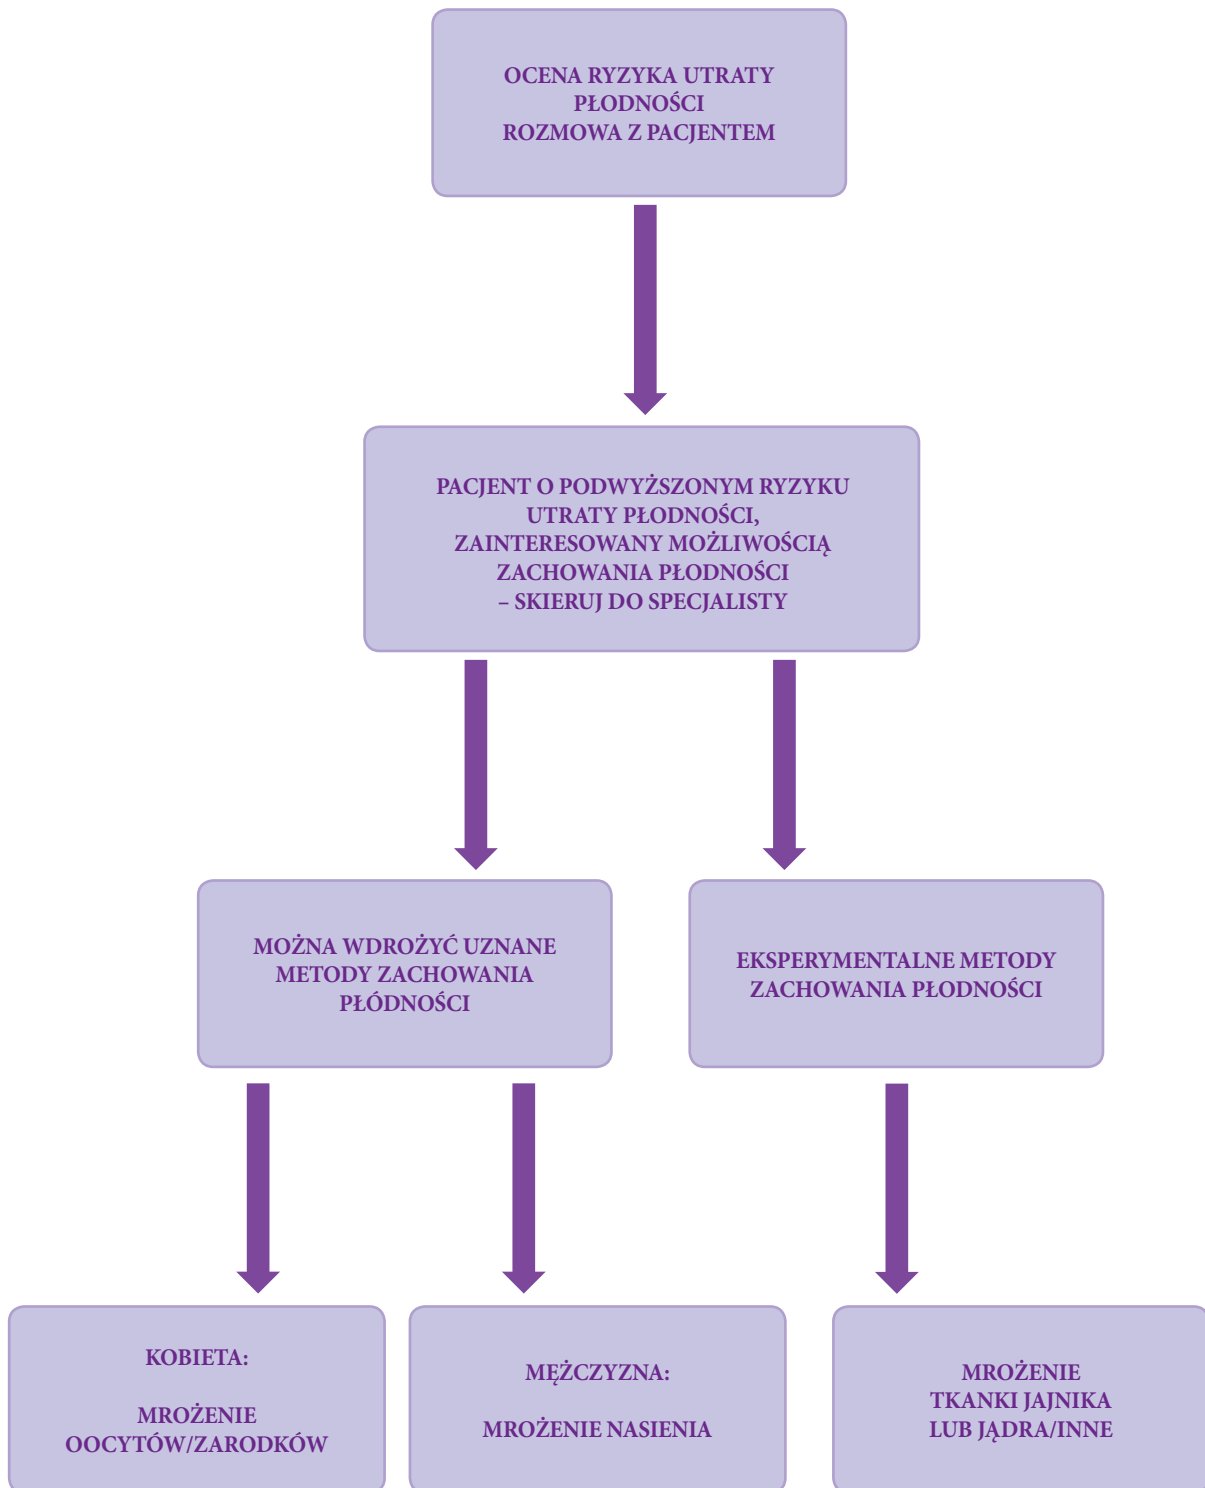 OCENA RYZYKA UTRATY
PŁODNOŚCI
ROZMOWA Z PACJENTEM
PACJENT O PODWYŻSZONYM RYZYKU
UTRATY PŁODNOŚCI,
ZAINTERESOWANY MOŻLIWOŚCIĄ
ZACHOWANIA PŁODNOŚCI
– SKIERUJ DO SPECJALISTY
MOŻNA WDROŻYĆ UZNANE
METODY ZACHOWANIA
PŁÓDNOŚCI
EKSPERYMENTALNE METODY
ZACHOWANIA PŁODNOŚCI
KOBIETA:
MROŻENIE
OOCYTÓW/ZARODKÓW
MĘŻCZYZNA:
MROŻENIE NASIENIA
MROŻENIE
TKANKI JAJNIKA
LUB JĄDRA/INNE